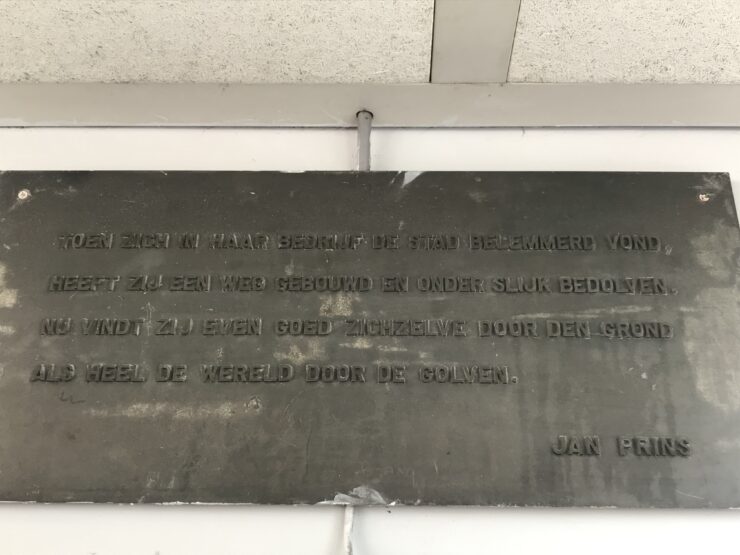 TOEN ZICH IN HAAR BEDRIJF DE STAD BELEMMERD VOND,
HEEFT ZIJ EEN WEG GEBOUWD EN ONDER SLIJK BEDOLVEN.
NU VINDT ZIJ EVEN GOED ZICHZELVE DOOR DEN GROND
ALS HEEL DE WERELD DOOR DE GOLVEN.
JAN PRINS